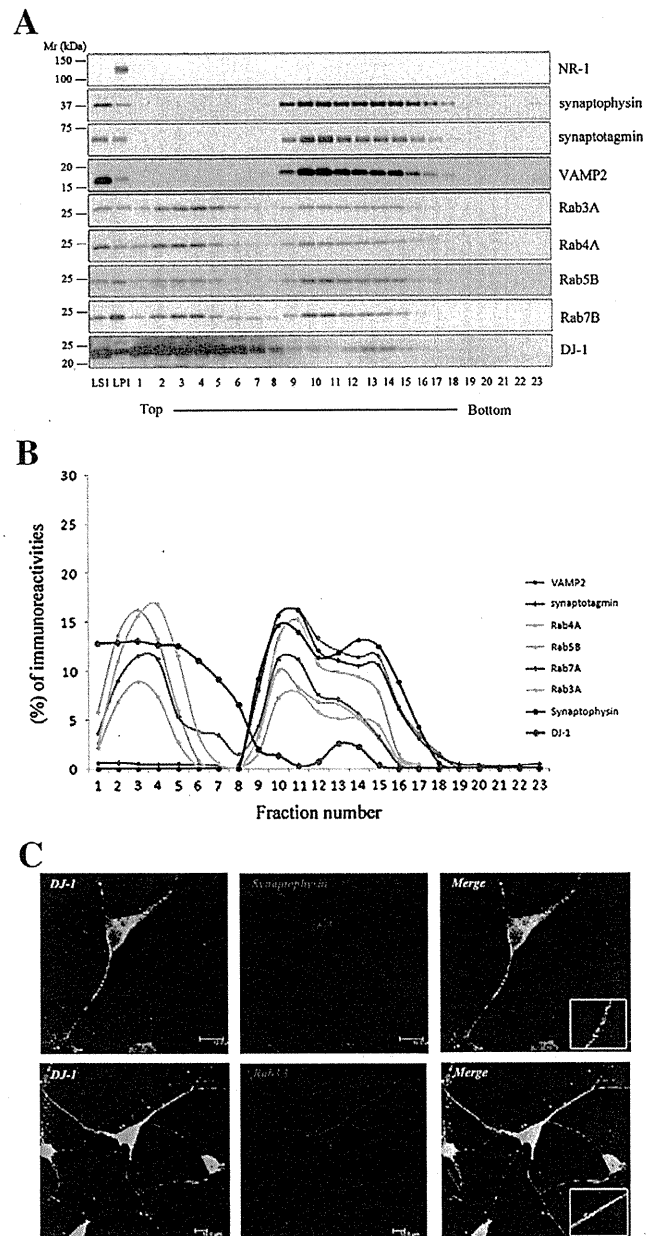 A
Mr (kDa)
150
100
NR-1
37
synaptophysin
75
synaptotagmin
20
15
VAMP2
25
Rab3A
25
Rab4A
25
Rab5B
25
Rab7B
25
20
DJ-1
LS1 LP1 1 2 3 4 5 6 7 8 9 10 11 12 13 14 15 16 17 18 19 20 21 22 23
Top Bottom
B
(%) of immunoreactivities
30
25
20
15
10
5
0
1 2 3 4 5 6 7 8 9 10 11 12 13 14 15 16 17 18 19 20 21 22 23
Fraction number
VAMP2
synaptotagmin
Rab4A
Rab5B
Rab7A
Rab3A
Synaptophysin
DJ-1
C
DJ-1 Synaptophysin Merge
DJ-1 Rab3A Merge